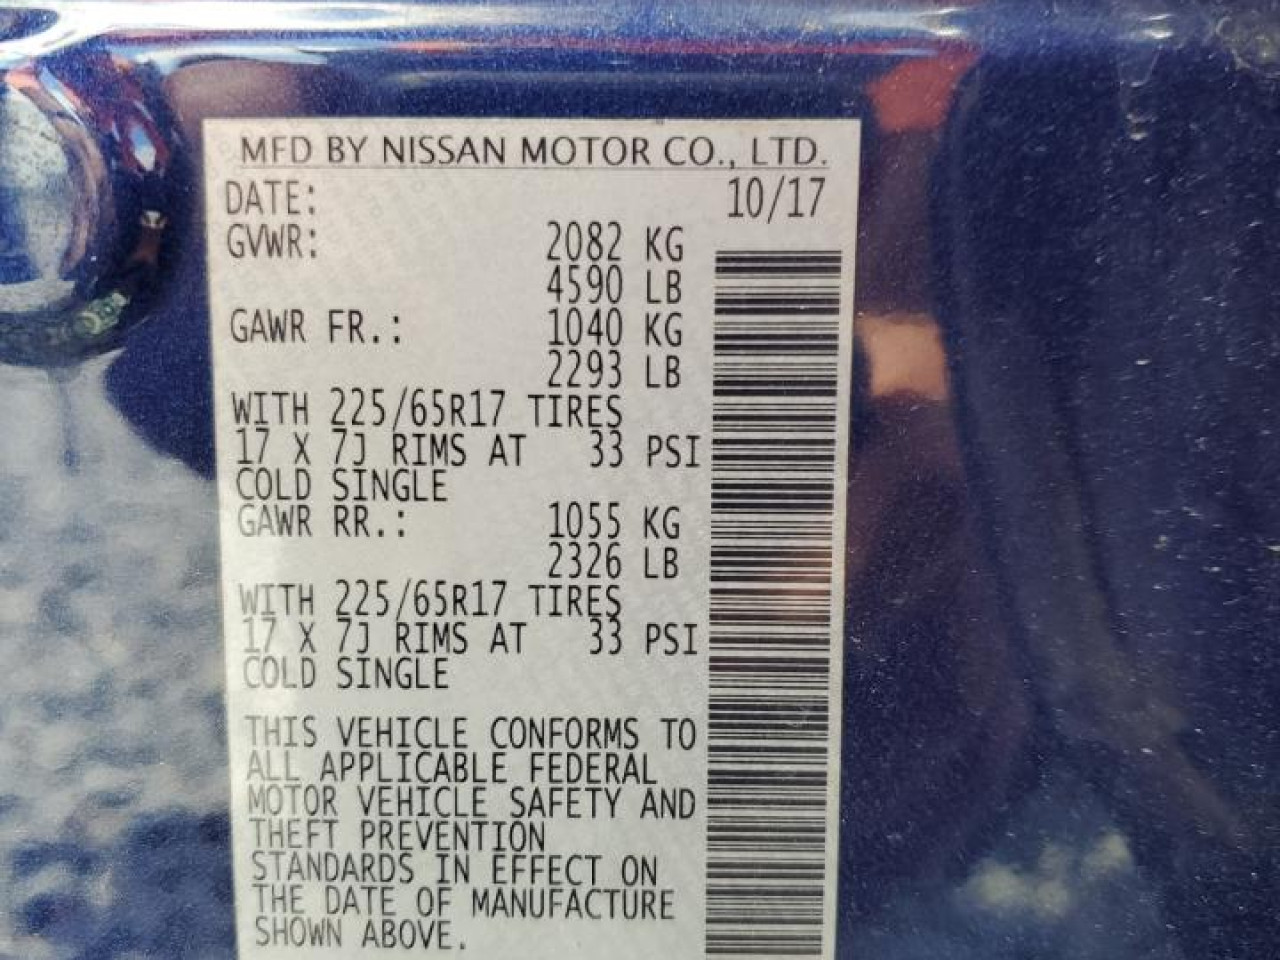 MFD BY NISSAN MOTOR CO., LTD.
DATE: 10/17
GVWR: 2082 KG
4590 LB
GAWR FR.: 1040 KG
2293 LB
WITH 225/65R17 TIRES
17 X 7J RIMS AT 33 PSI
COLD SINGLE
GAWR RR.: 1055 KG
2326 LB
WITH 225/65R17 TIRES
17 X 7J RIMS AT 33 PSI
COLD SINGLE
THIS VEHICLE CONFORMS TO
ALL APPLICABLE FEDERAL
MOTOR VEHICLE SAFETY AND
THEFT PREVENTION
STANDARDS IN EFFECT ON
THE DATE OF MANUFACTURE
SHOWN ABOVE.